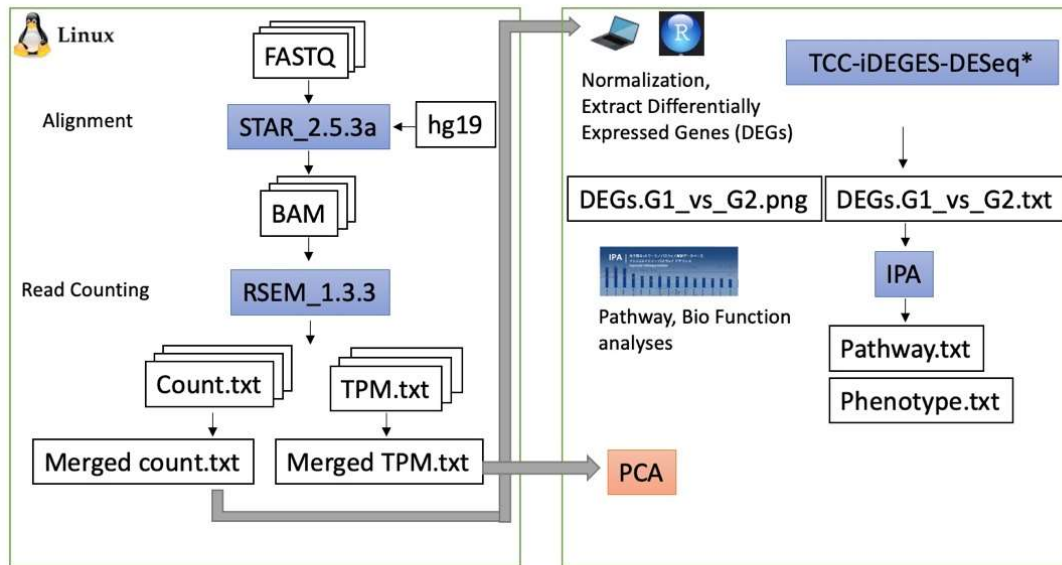 Linux
FASTQ
Alignment
STAR_2.5.3a
hg19
BAM
Read Counting
RSEM_1.3.3
Count.txt
TPM.txt
Merged count.txt
Merged TPM.txt
R
Normalization,
Extract Differentially
Expressed Genes (DEGs)
TCC-iDEGES-DESeq*
DEGs.G1_vs_G2.png
DEGs.G1_vs_G2.txt
IPA
IPA
Pathway, Bio Function
analyses
Pathway.txt
Phenotype.txt
PCA